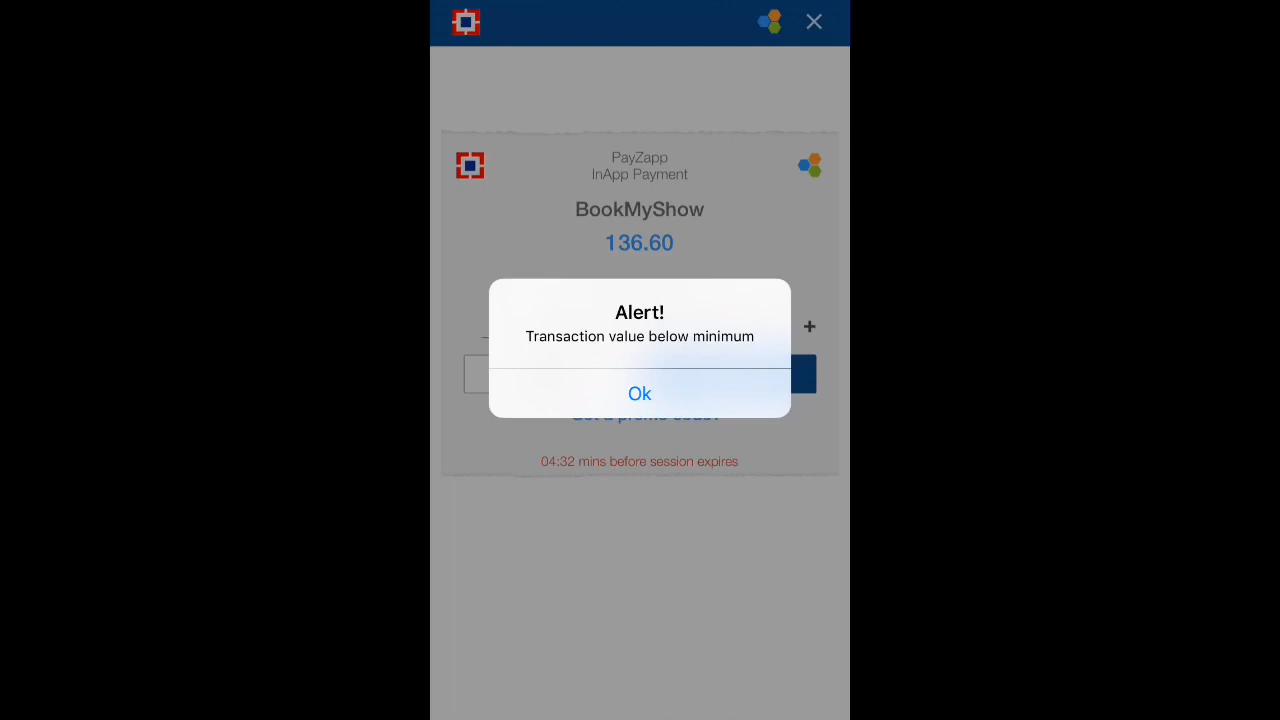 PayZapp
InApp Payment
BookMyShow
136.60
Alert!
Transaction value below minimum
+
Ok
04:32 mins before session expires